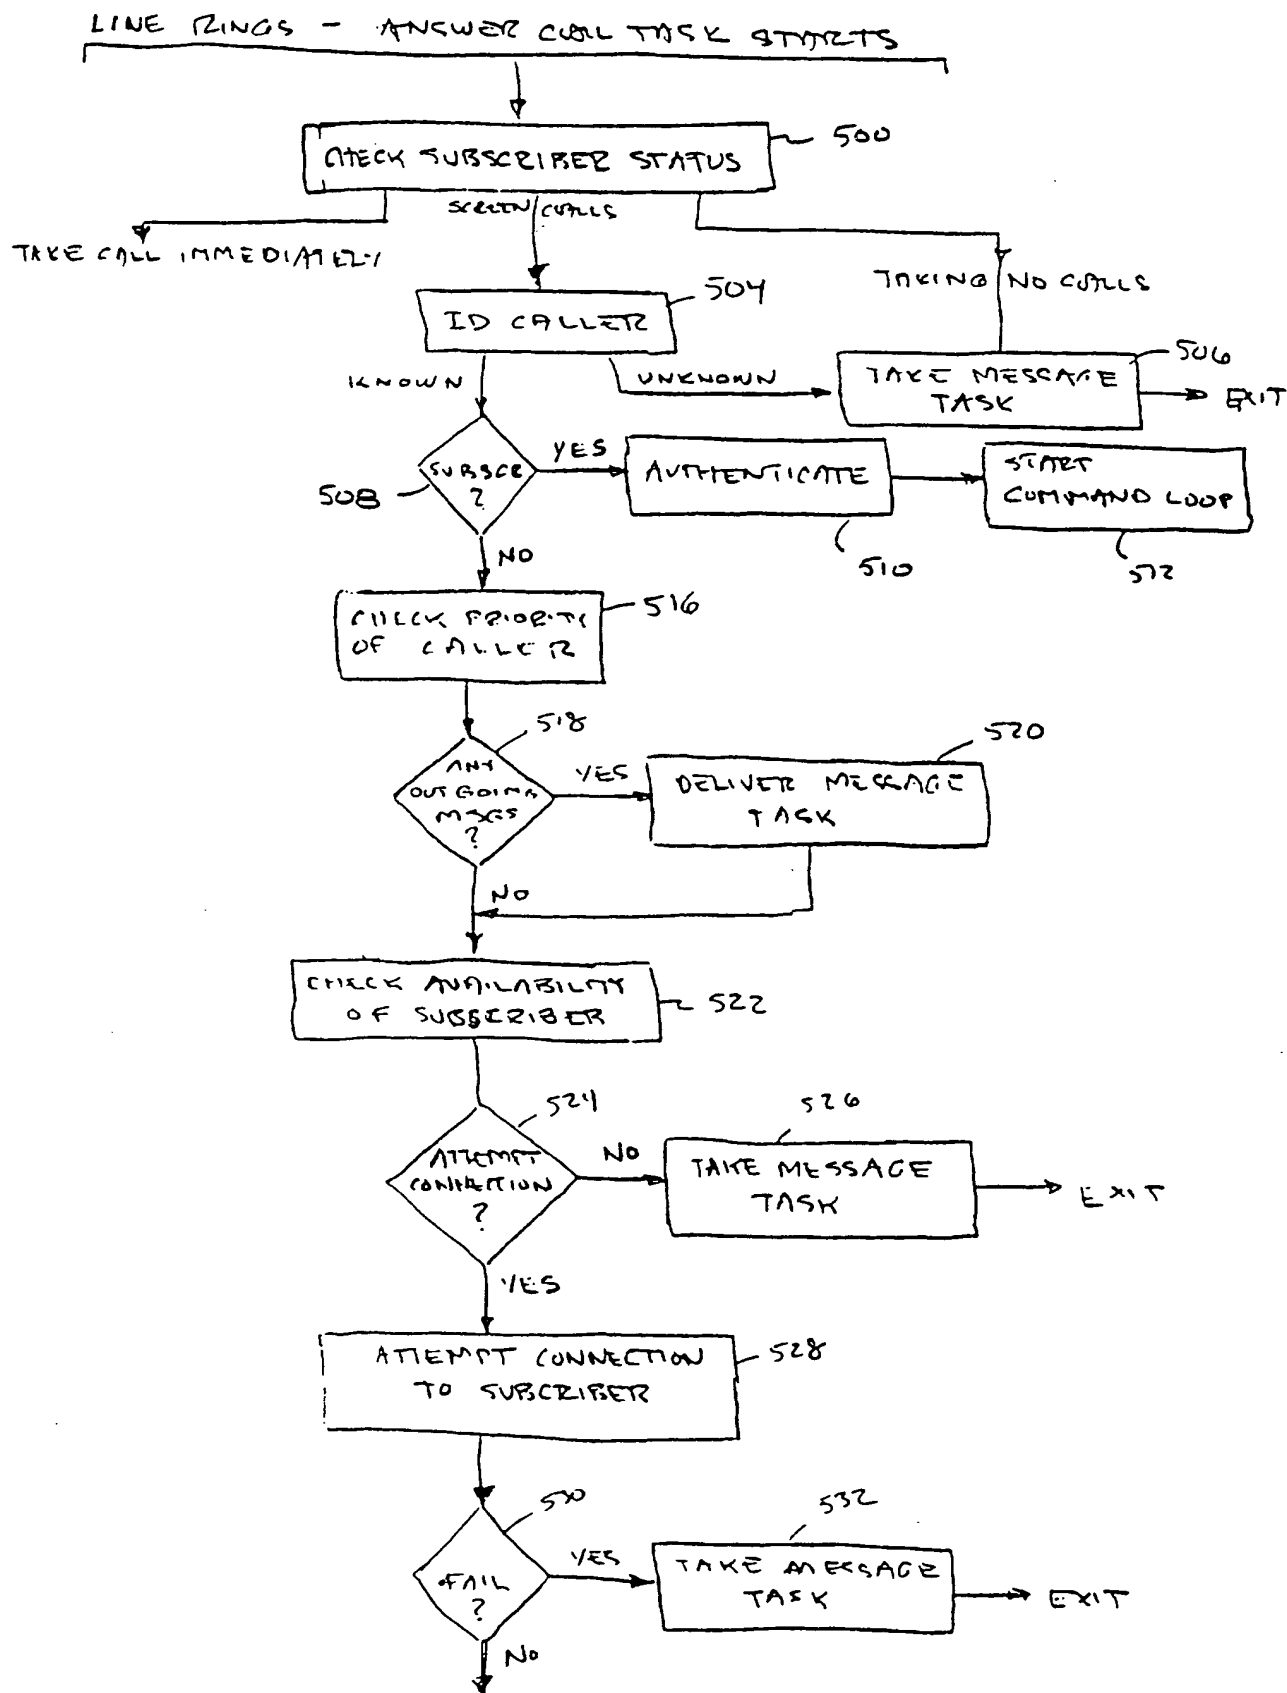 LINE RINGS - ANSWER CALL TASK STARTS
CHECK SUBSCRIBER STATUS
500
SCREEN CALLS
TAKE CALL IMMEDIATELY
TAKING NO CALLS
504
ID CALLER
506
KNOWN
UNKNOWN
TAKE MESSAGE
TASK
EXIT
SUBSCR
?
508
YES
AUTHENTICATE
510
START
COMMAND LOOP
512
NO
CHECK PRIORITY
OF CALLER
516
518
ANY
OUTGOING
MSGS
?
YES
520
DELIVER MESSAGE
TASK
NO
CHECK AVAILABILITY
OF SUBSCRIBER
522
524
ATTEMPT
CONNECTION
?
NO
526
TAKE MESSAGE
TASK
EXIT
YES
ATTEMPT CONNECTION
TO SUBSCRIBER
528
530
FAIL
?
YES
532
TAKE MESSAGE
TASK
EXIT
NO